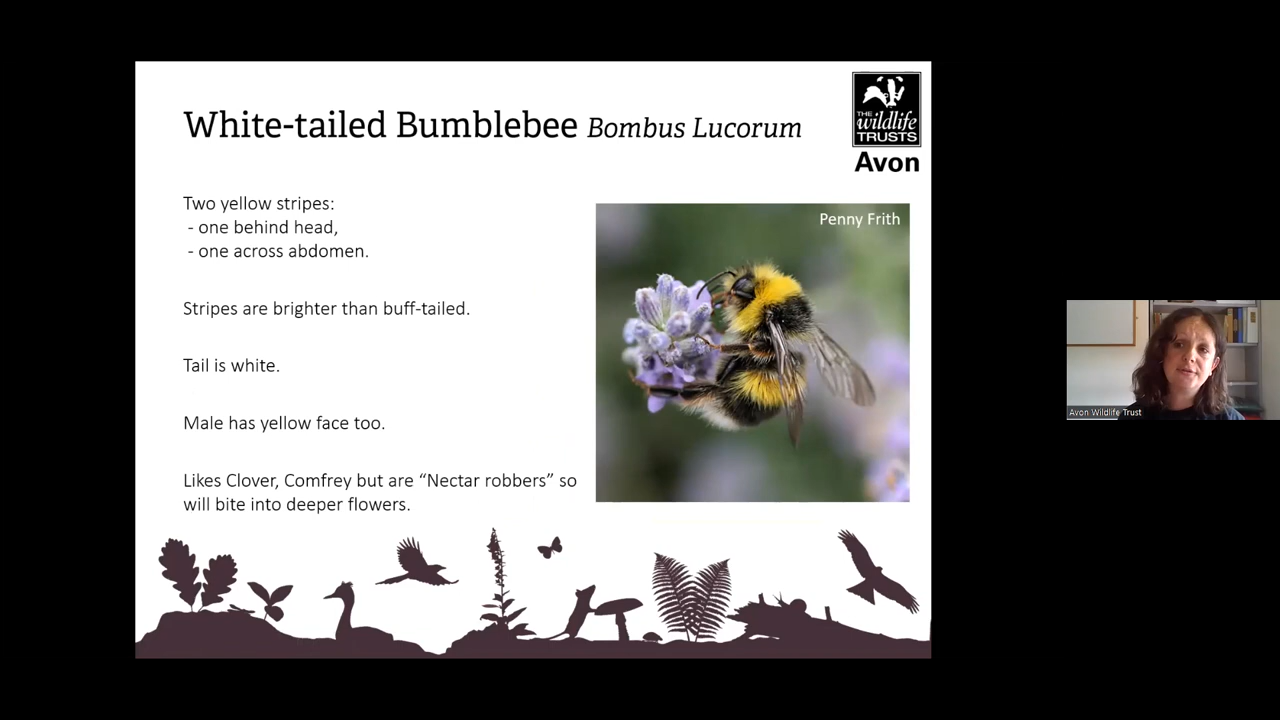 White-tailed Bumblebee Bombus Lucorum
THE
wildlife
TRUSTS
Avon
Two yellow stripes:
- one behind head,
- one across abdomen.
Stripes are brighter than buff-tailed.
Tail is white.
Male has yellow face too.
Likes Clover, Comfrey but are “Nectar robbers” so
will bite into deeper flowers.
Penny Frith
Avon Wildlife Trust